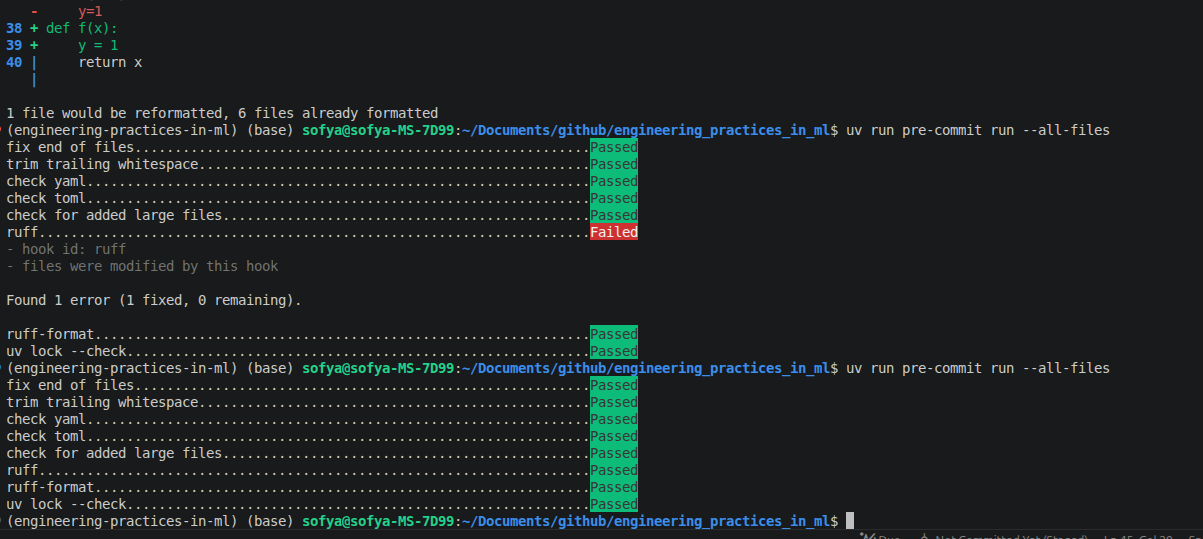 -     y=1
38 + def f(x):
39 +     y = 1
40 |     return x
   |
1 file would be reformatted, 6 files already formatted
(engineering-practices-in-ml) (base) sofya@sofya-MS-7D99:~/Documents/github/engineering_practices_in_ml$ uv run pre-commit run --all-files
fix end of files.........................................................Passed
trim trailing whitespace.................................................Passed
check yaml...............................................................Passed
check toml...............................................................Passed
check for added large files..............................................Passed
ruff.....................................................................Failed
- hook id: ruff
- files were modified by this hook
Found 1 error (1 fixed, 0 remaining).
ruff-format..............................................................Passed
uv lock --check..........................................................Passed
(engineering-practices-in-ml) (base) sofya@sofya-MS-7D99:~/Documents/github/engineering_practices_in_ml$ uv run pre-commit run --all-files
fix end of files.........................................................Passed
trim trailing whitespace.................................................Passed
check yaml...............................................................Passed
check toml...............................................................Passed
check for added large files..............................................Passed
ruff.....................................................................Passed
ruff-format..............................................................Passed
uv lock --check..........................................................Passed
(engineering-practices-in-ml) (base) sofya@sofya-MS-7D99:~/Documents/github/engineering_practices_in_ml$
Not Committed Yet (Staged)